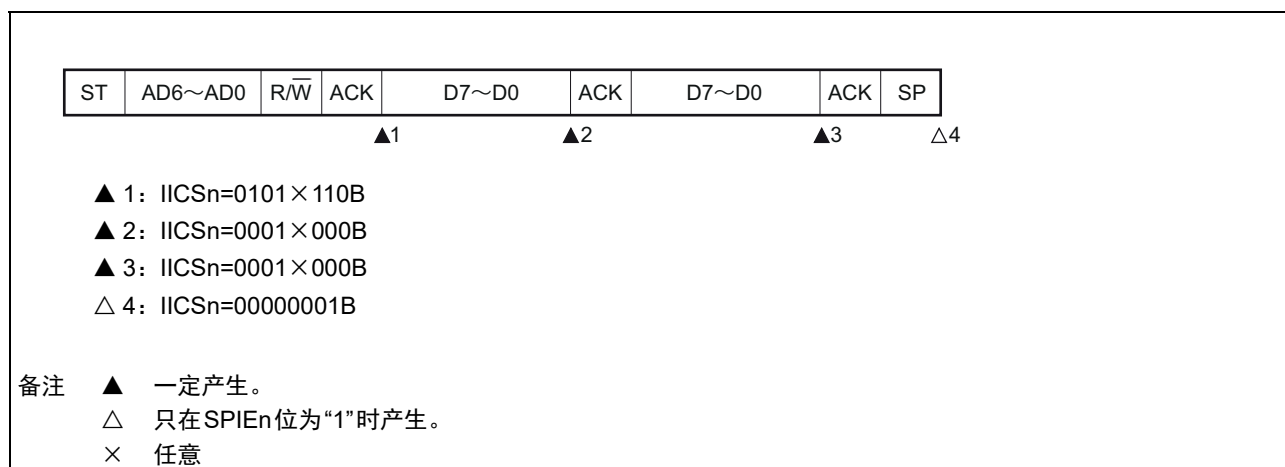 ST AD6～AD0 R/W̅ ACK D7～D0 ACK D7～D0 ACK SP
▲1 ▲2 ▲3 △4
▲ 1：IICSn=0101×110B
▲ 2：IICSn=0001×000B
▲ 3：IICSn=0001×000B
△ 4：IICSn=00000001B
备注 ▲ 一定产生。
△ 只在SPIEn位为“1”时产生。
× 任意